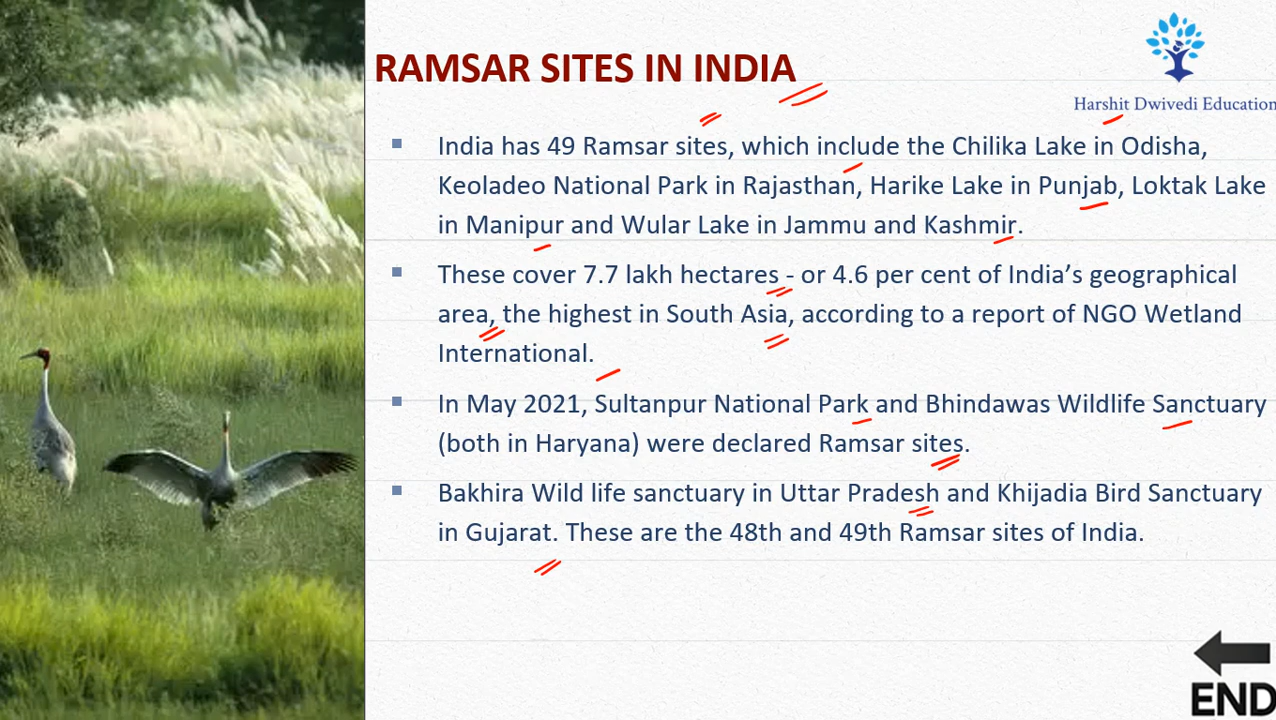 RAMSAR SITES IN INDIA
Harshit Dwivedi Education
▪ India has 49 Ramsar sites, which include the Chilika Lake in Odisha,
Keoladeo National Park in Rajasthan, Harike Lake in Punjab, Loktak Lake
in Manipur and Wular Lake in Jammu and Kashmir.
▪ These cover 7.7 lakh hectares - or 4.6 per cent of India’s geographical
area, the highest in South Asia, according to a report of NGO Wetland
International.
▪ In May 2021, Sultanpur National Park and Bhindawas Wildlife Sanctuary
(both in Haryana) were declared Ramsar sites.
▪ Bakhira Wild life sanctuary in Uttar Pradesh and Khijadia Bird Sanctuary
in Gujarat. These are the 48th and 49th Ramsar sites of India.
END